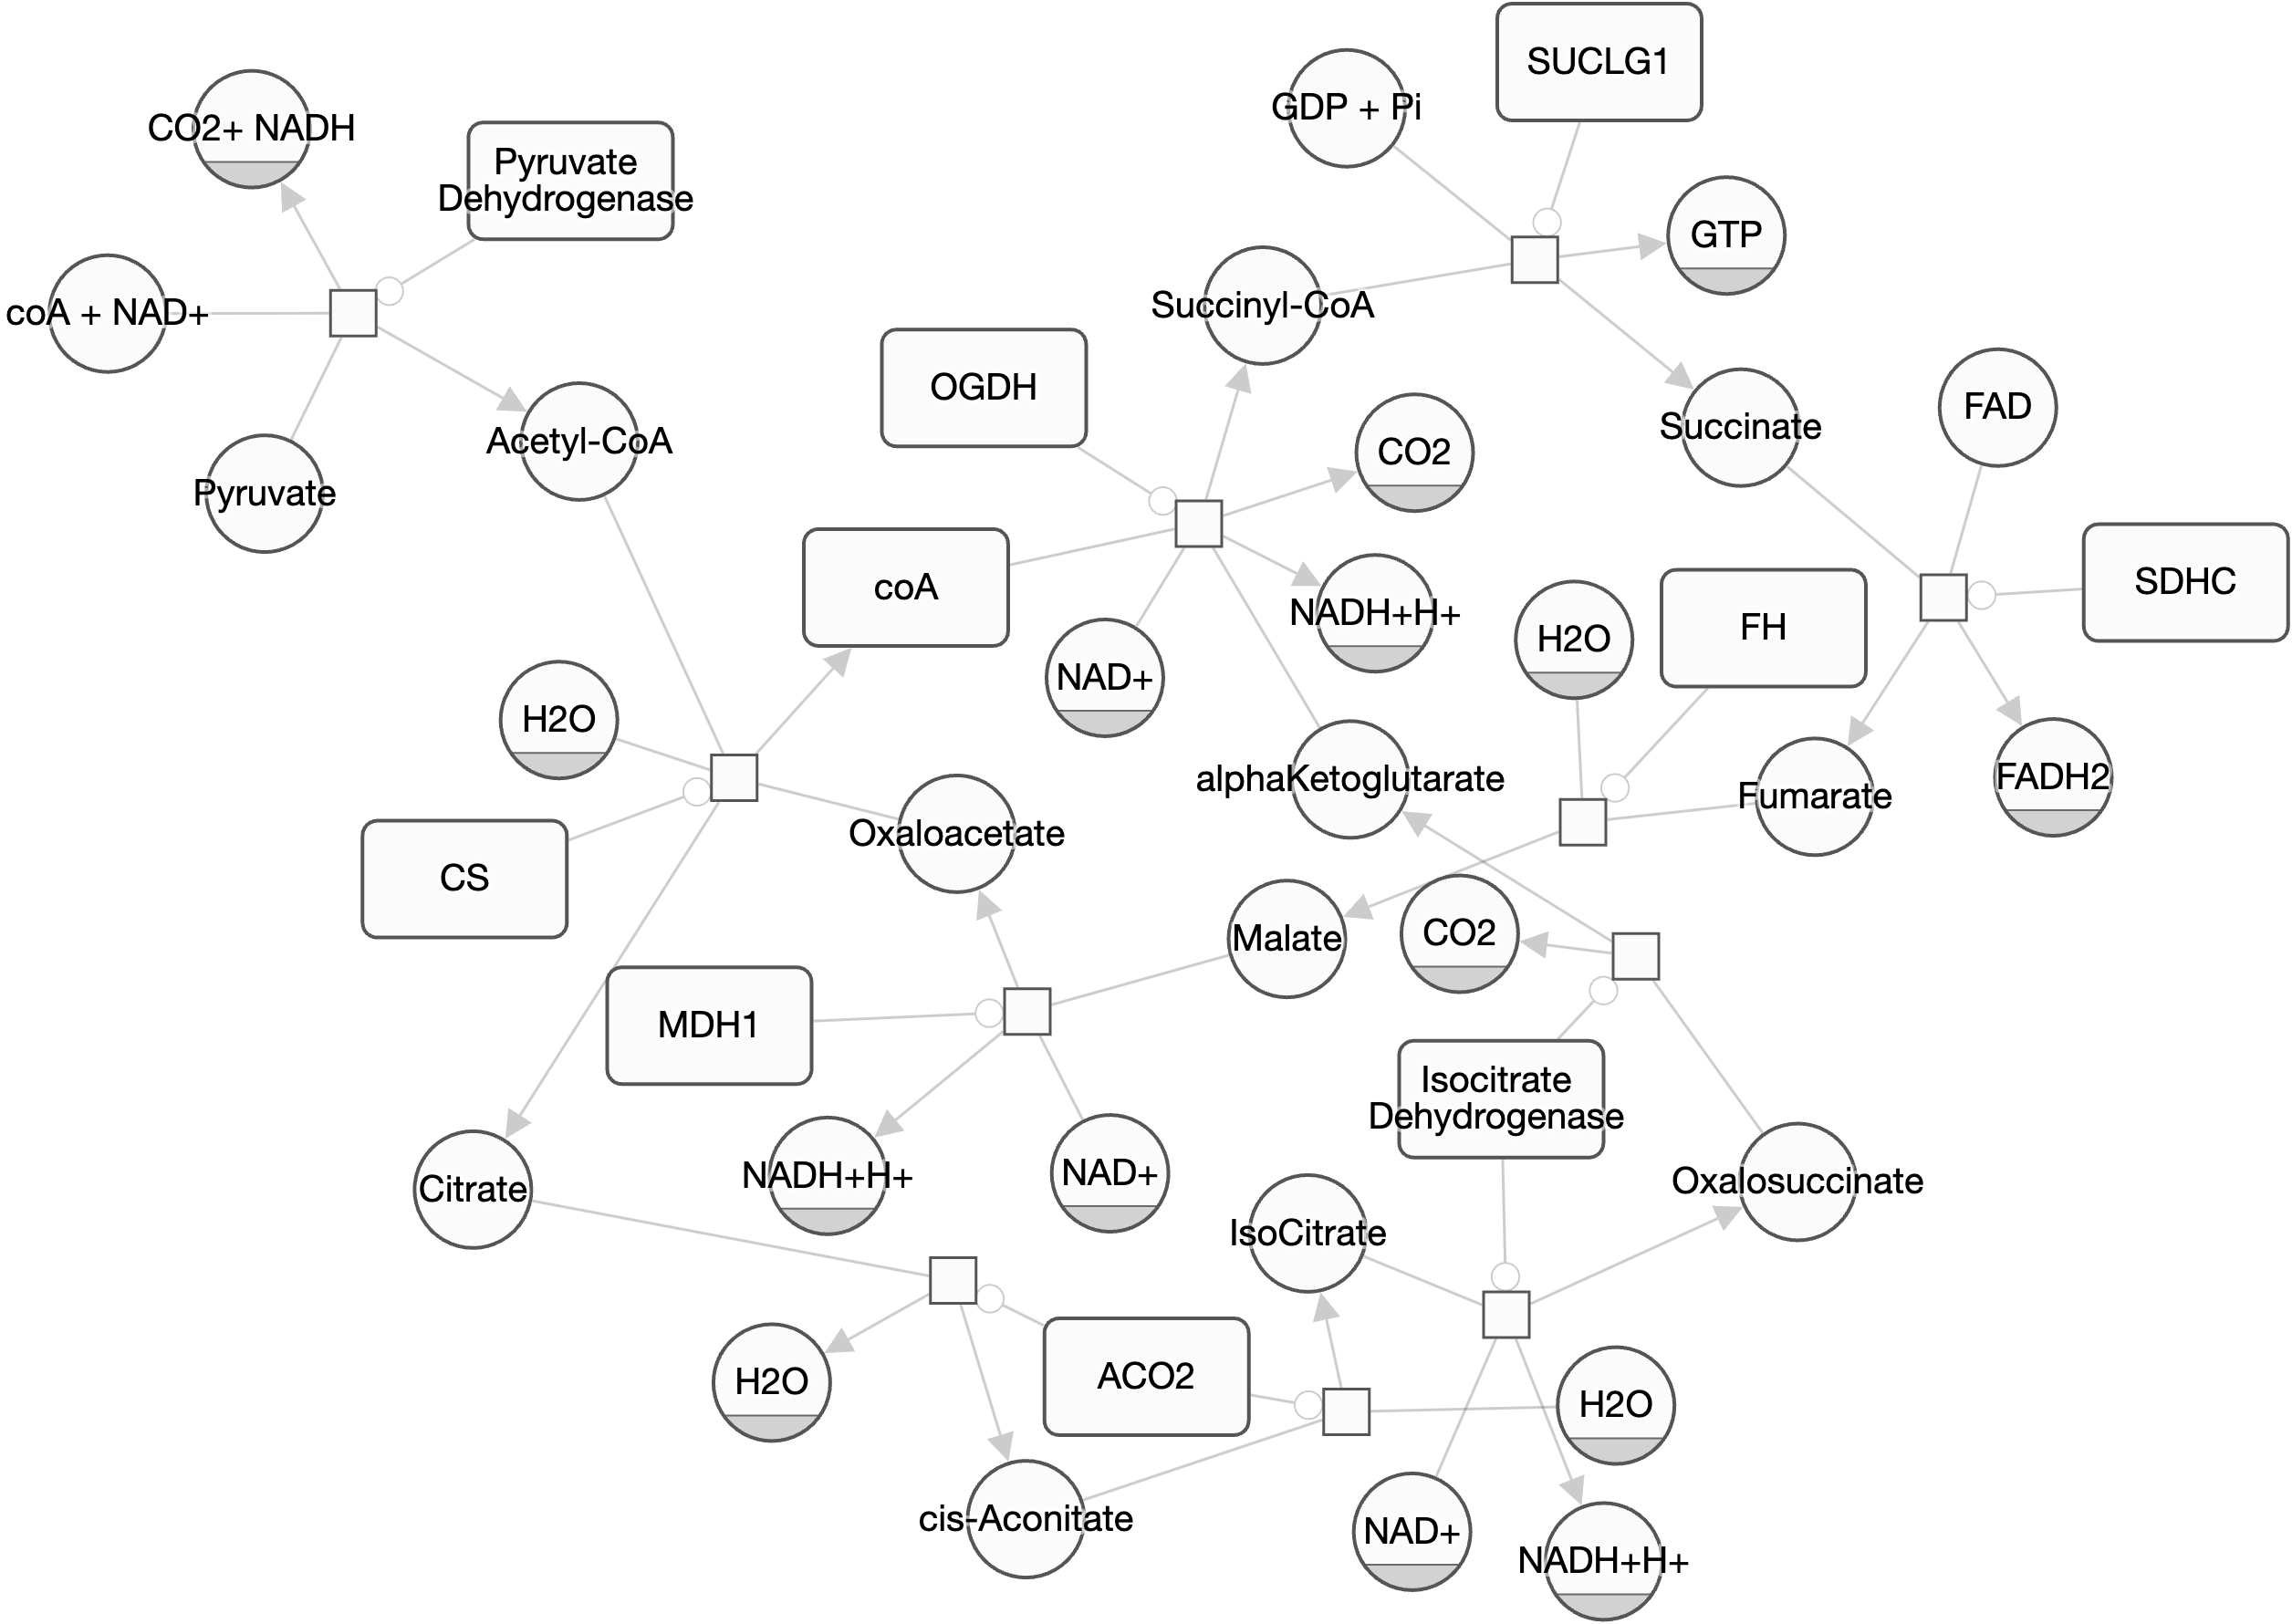 SUCLG1
GDP + Pi
CO2+ NADH
Pyruvate
Dehydrogenase
GTP
Succinyl-CoA
coA + NAD+
OGDH
FAD
Succinate
Acetyl-CoA
CO2
Pyruvate
SDHC
coA
NADH+H+
FH
H2O
NAD+
H2O
FADH2
alphaKetoglutarate
Fumarate
Oxaloacetate
CS
CO2
Malate
MDH1
Isocitrate
Dehydrogenase
NADH+H+
NAD+
Oxalosuccinate
Citrate
IsoCitrate
ACO2
H2O
H2O
cis-Aconitate
NAD+
NADH+H+